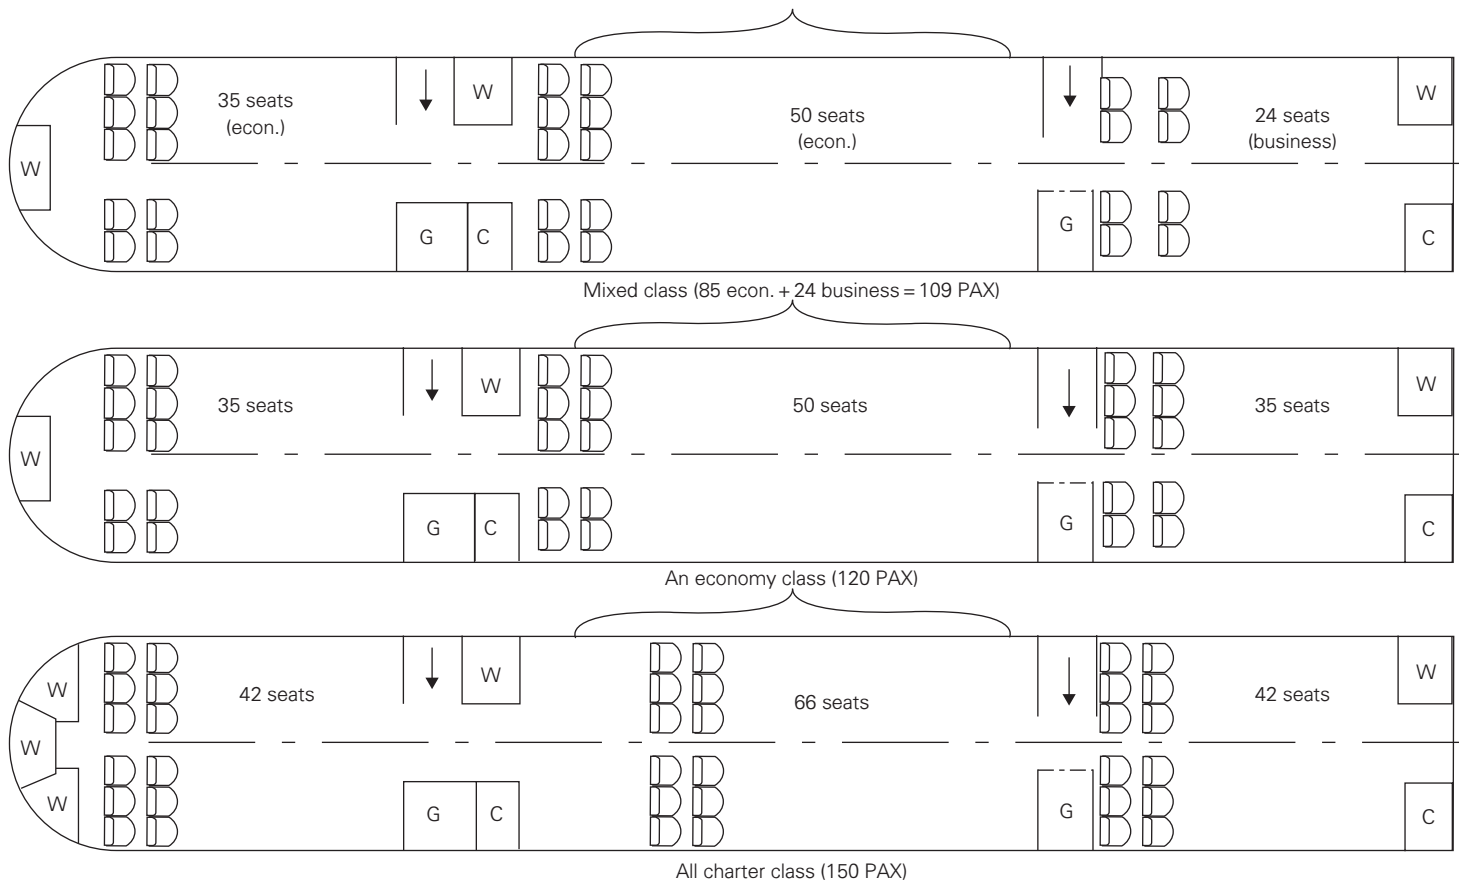 35 seats
(econ.)
W
50 seats
(econ.)
24 seats
(business)
W
W
G
C
G
C
Mixed class (85 econ. + 24 business = 109 PAX)
35 seats
W
50 seats
35 seats
W
W
G
C
G
C
An economy class (120 PAX)
W
42 seats
W
66 seats
42 seats
W
W
W
G
C
G
C
All charter class (150 PAX)